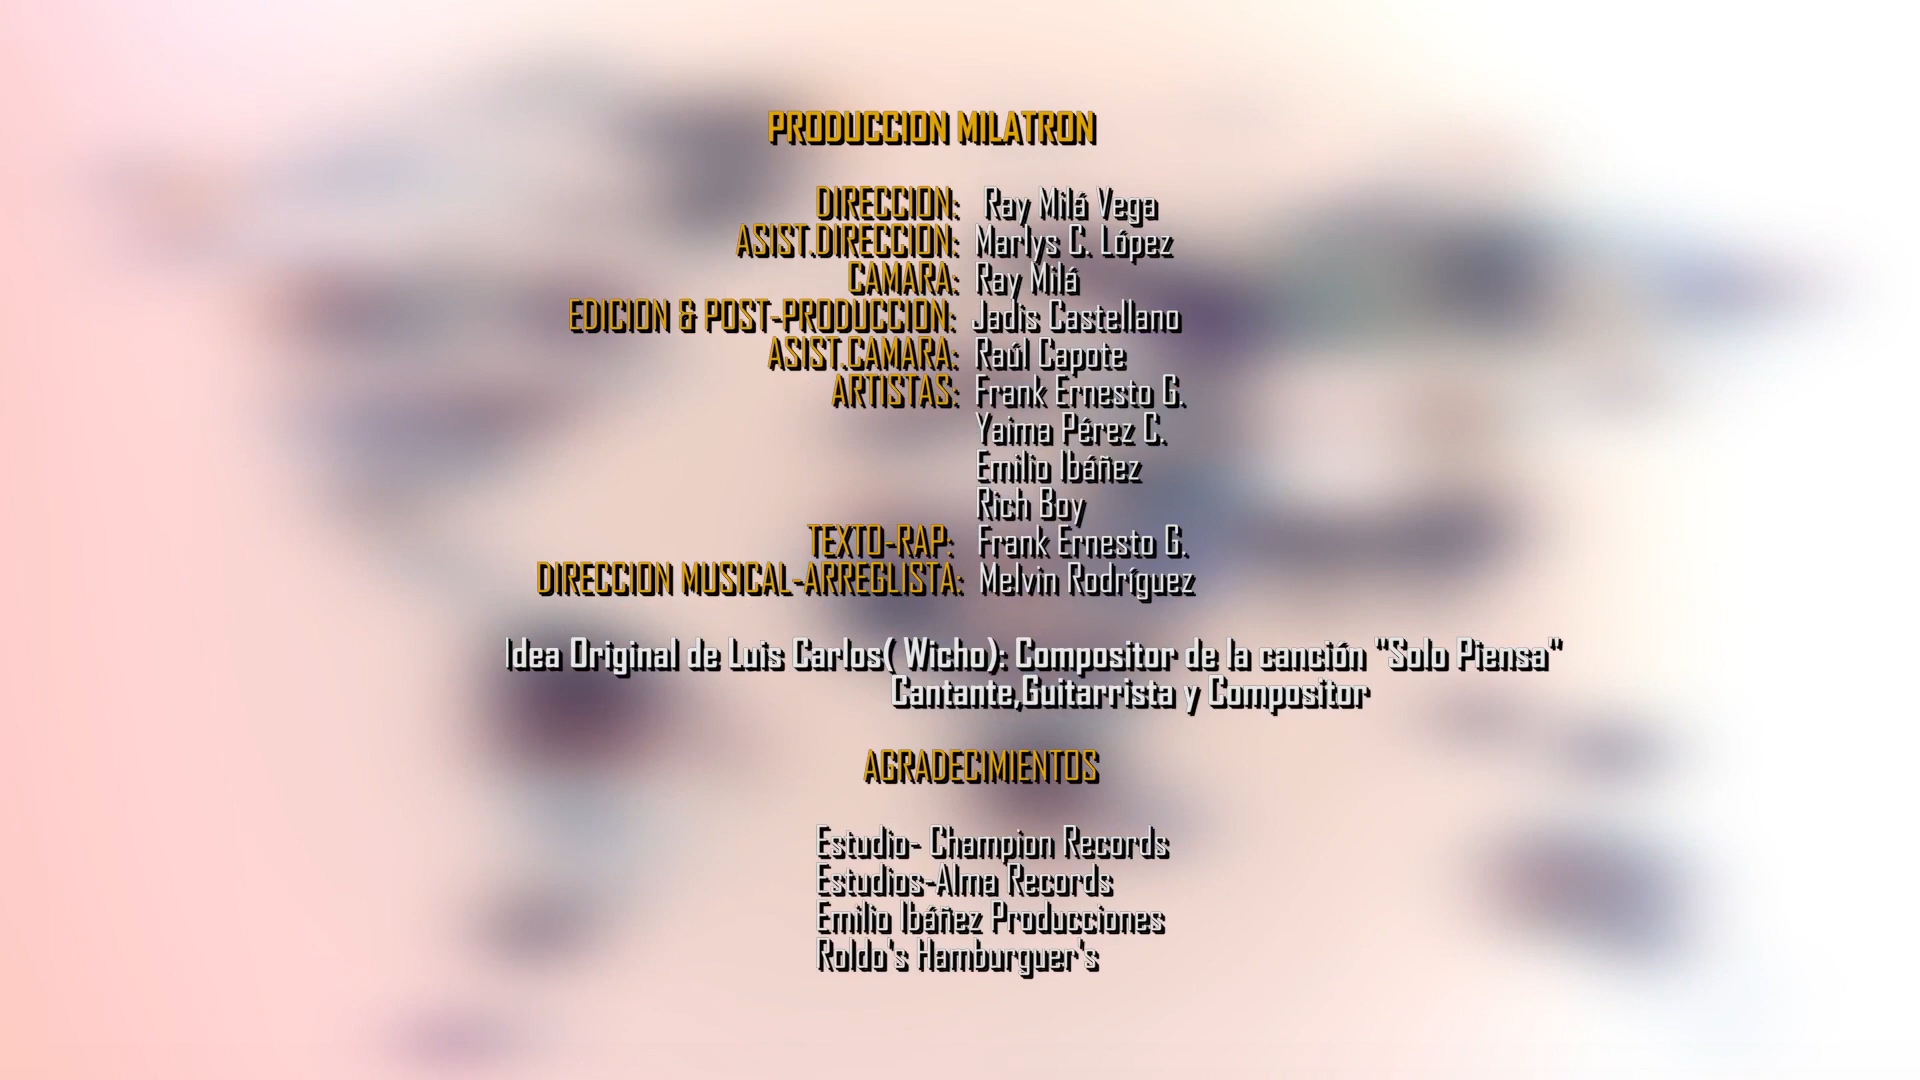 PRODUCCION MILATRON
DIRECCION: Ray Milá Vega
ASIST.DIRECCION: Marlys C. López
CAMARA: Ray Milá
EDICION & POST-PRODUCCION: Jadis Castellano
ASIST.CAMARA: Raúl Capote
ARTISTAS: Frank Ernesto G.
Yaima Pérez C.
Emilio Ibáñez
Rich Boy
TEXTO-RAP: Frank Ernesto G.
DIRECCION MUSICAL-ARREGLISTA: Melvin Rodríguez
Idea Original de Luis Carlos( Wicho): Compositor de la canción "Solo Piensa"
Cantante,Guitarrista y Compositor
AGRADECIMIENTOS
Estudio- Champion Records
Estudios-Alma Records
Emilio Ibáñez Producciones
Roldo's Hamburguer's